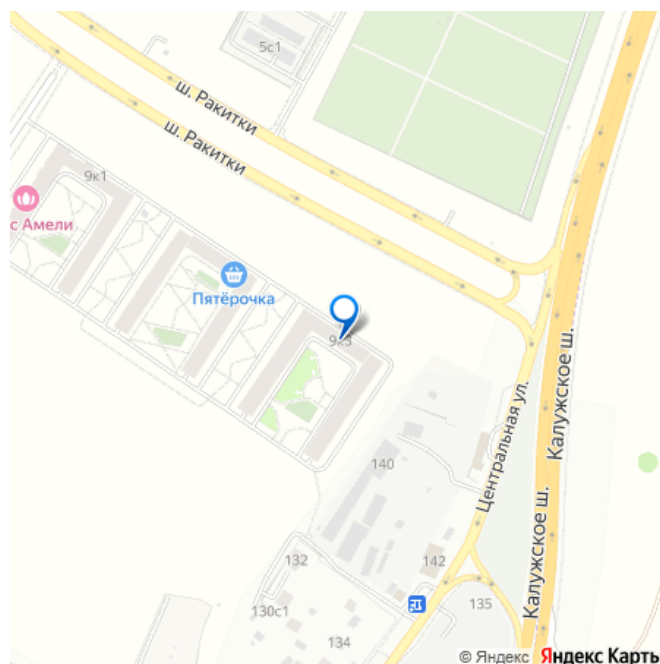 5с1
ш. Ракитки
ш. Ракитки
9к1
с Амели
Пятёрочка
9к3
Калужское ш.
Центральная ул.
140
Калужское ш.
132
142
135
130с1
134
© Яндекс Яндекс Карть